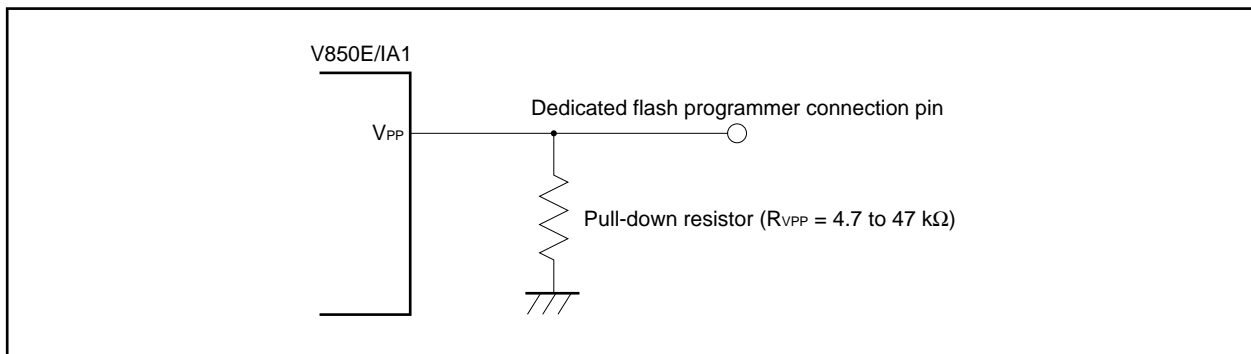 V850E/IA1
Dedicated flash programmer connection pin
VPP
Pull-down resistor (RVPP = 4.7 to 47 kΩ)